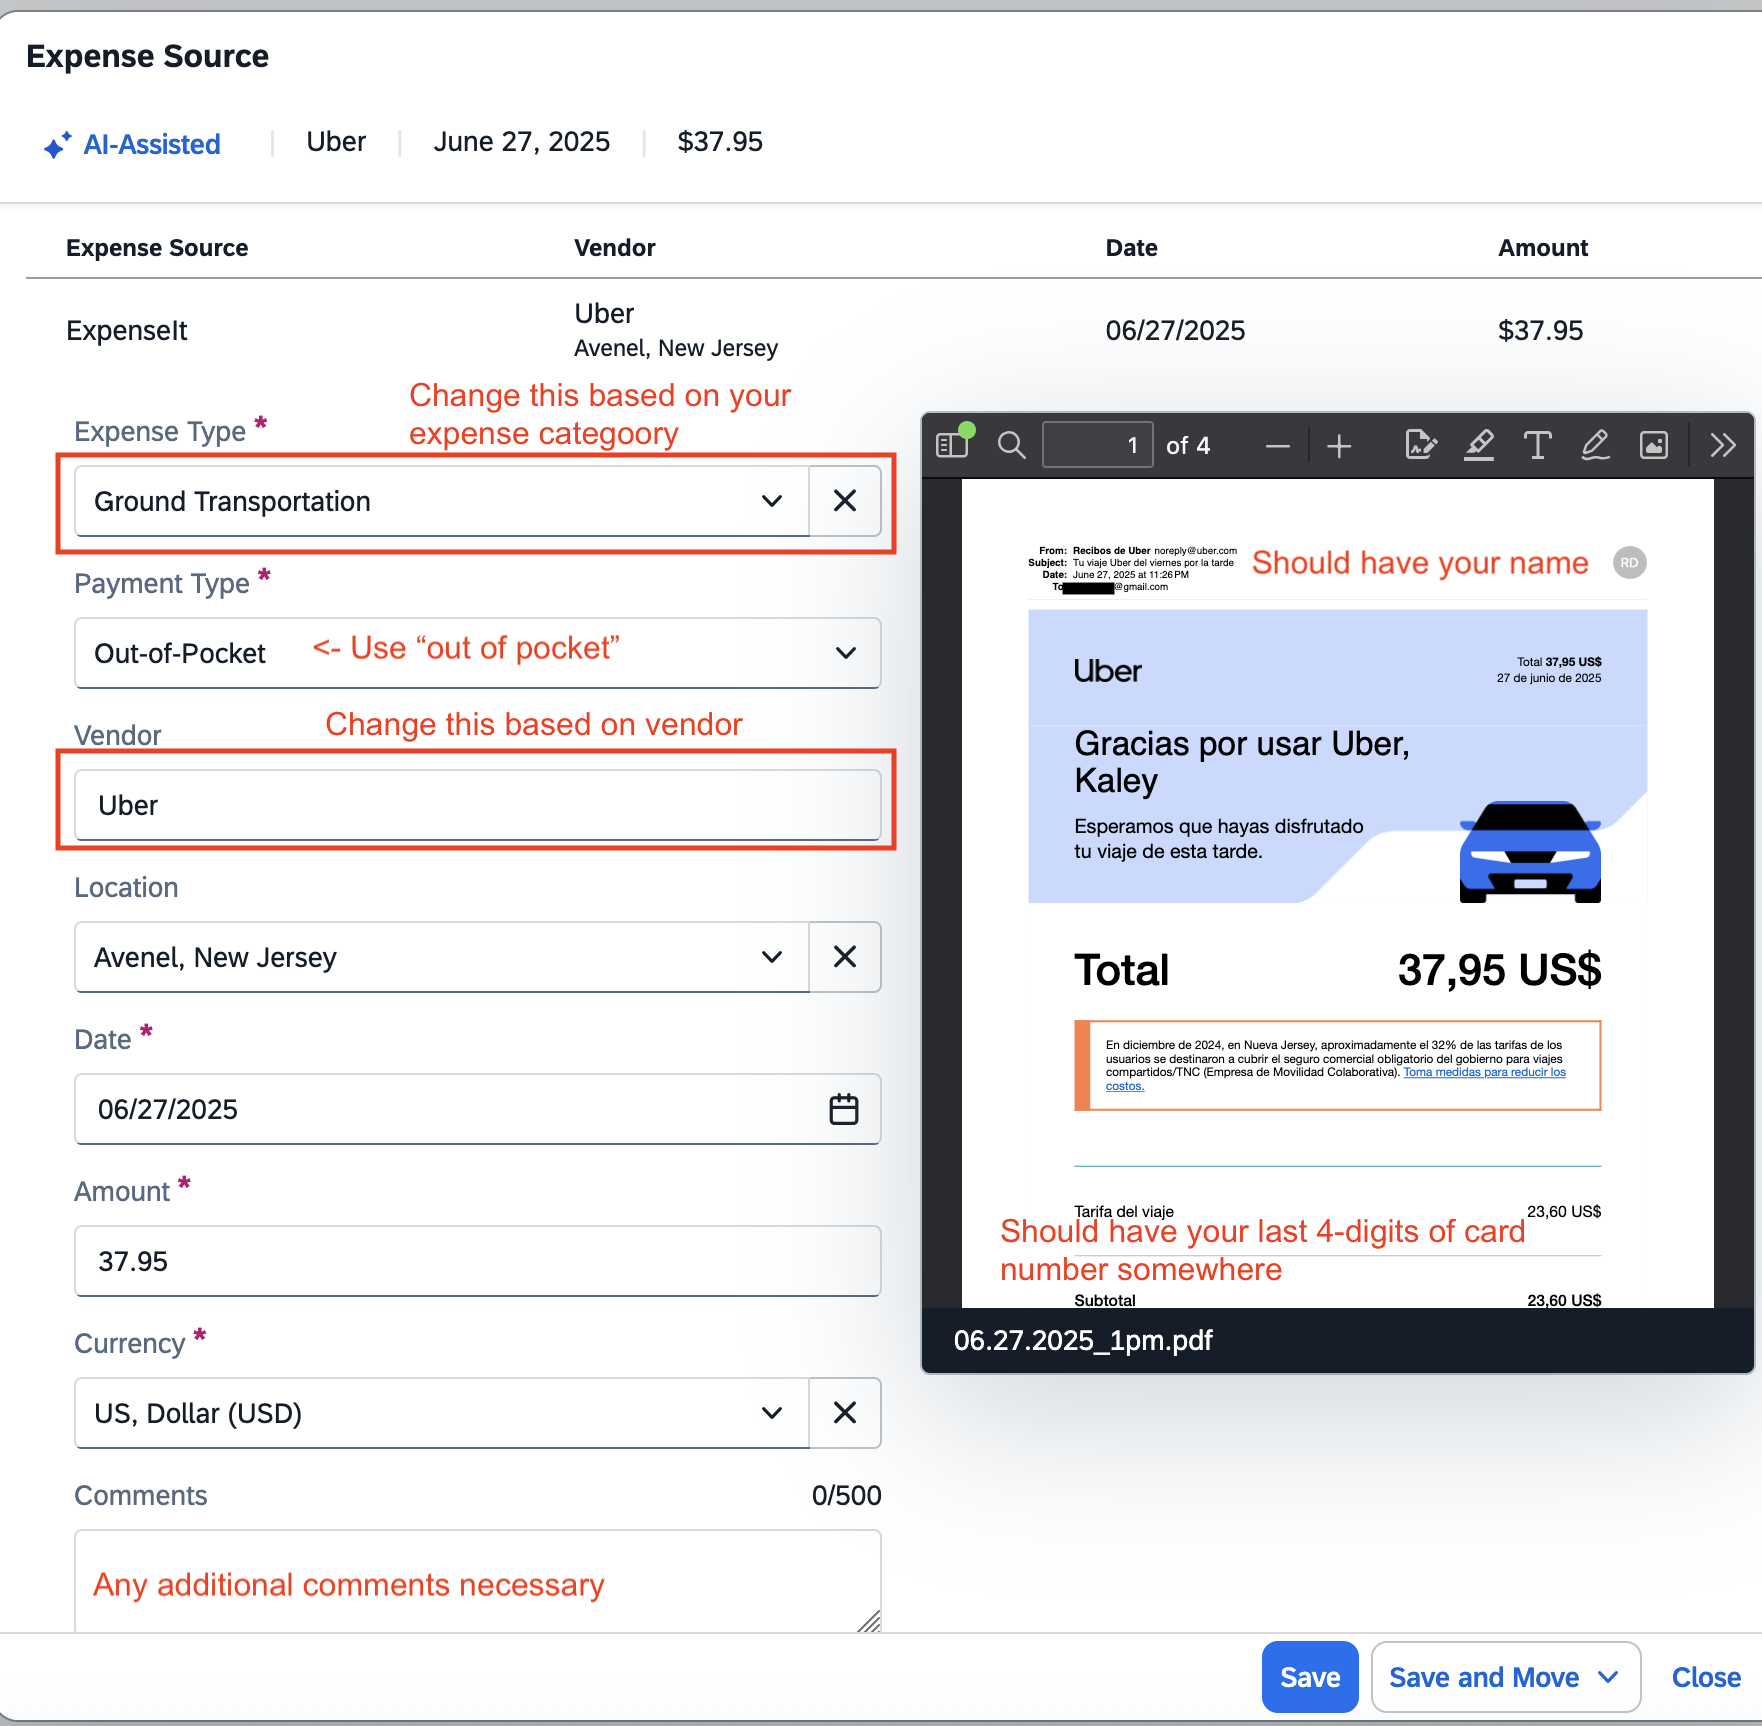 Expense Source
AI-Assisted | Uber | June 27, 2025 | $37.95
Expense Source Vendor Date Amount
ExpenseIt
Uber
Avenel, New Jersey
06/27/2025 $37.95
Change this based on your
expense categoory
Expense Type *
Ground Transportation
Payment Type *
Out-of-Pocket <- Use “out of pocket”
Vendor
Change this based on vendor
Uber
Location
Avenel, New Jersey
Date *
06/27/2025
Amount *
37.95
Currency *
US, Dollar (USD)
Comments 0/500
Any additional comments necessary
1 of 4
From: Recibos de Uber noreply@uber.com
Subject: Tu viaje Uber del viernes por la tarde
Date: June 27, 2025 at 11:26 PM
To @gmail.com
Should have your name
RD
Uber
Total 37,95 US$
27 de junio de 2025
Gracias por usar Uber,
Kaley
Esperamos que hayas disfrutado
tu viaje de esta tarde.
Total 37,95 US$
En diciembre de 2024, en Nueva Jersey, aproximadamente el 32% de las tarifas de los
usuarios se destinaron a cubrir el seguro comercial obligatorio del gobierno para viajes
compartidos/TNC (Empresa de Movilidad Colaborativa). Toma medidas para reducir los
costos.
Tarifa del viaje 23,60 US$
Should have your last 4-digits of card
number somewhere
Subtotal 23,60 US$
06.27.2025_1pm.pdf
Save Save and Move Close